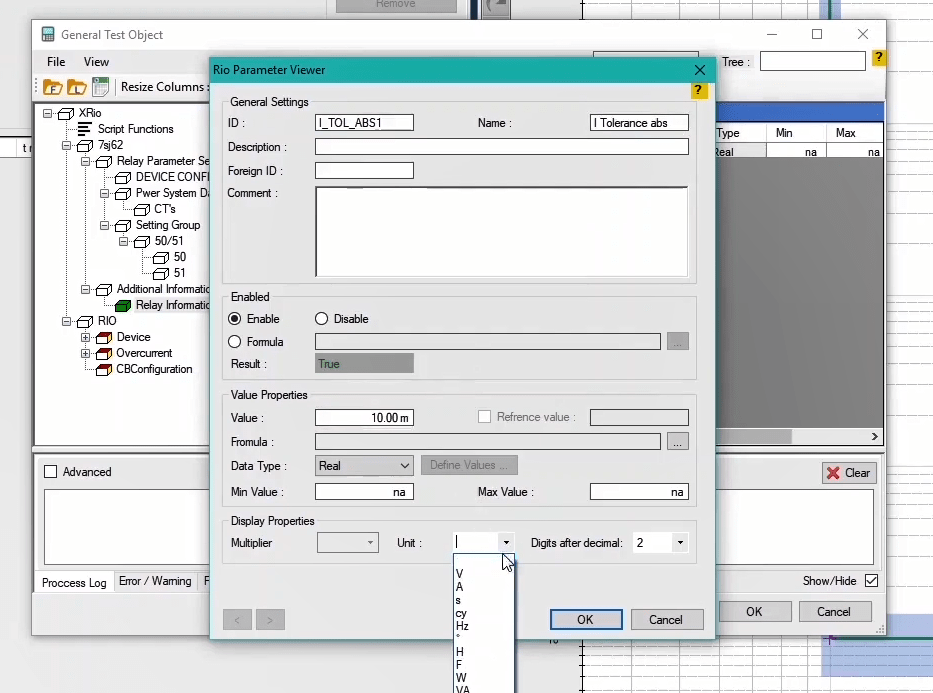 Remove
General Test Object
File View
Tree :
?
Resize Columns :
Rio Parameter Viewer
?
XRio
Script Functions
7sj62
Relay Parameter Se
DEVICE CONFI
Pwer System Da
CT's
Setting Group
50/51
50
51
Additional Informatio
Relay Informatio
RIO
Device
Overcurrent
CBConfiguration
General Settings
ID : I_TOL_ABS1 Name : I Tolerance abs
Description :
Foreign ID :
Comment :
Enabled
Enable Disable
Formula ...
Result : True
Value Properties
Value : 10.00 m Refrence value :
Fromula : ...
Data Type : Real Define Values ...
Min Value : na Max Value : na
Display Properties
Multiplier Unit : Digits after decimal: 2
V
A
s
cy
Hz
°
H
F
W
VA
< > OK Cancel
Type Min Max
Real na na
Advanced
Clear
Proccess Log Error / Warning
Show/Hide
OK Cancel